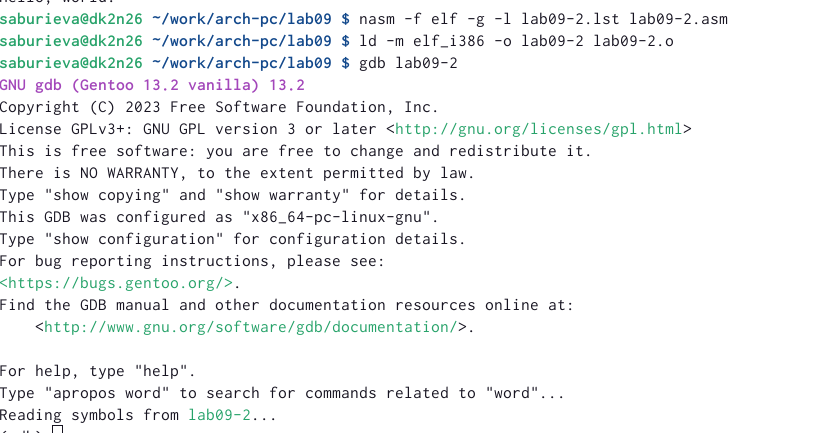 hello, world!
saburieva@dk2n26 ~/work/arch-pc/lab09 $ nasm -f elf -g -l lab09-2.lst lab09-2.asm
saburieva@dk2n26 ~/work/arch-pc/lab09 $ ld -m elf_i386 -o lab09-2 lab09-2.o
saburieva@dk2n26 ~/work/arch-pc/lab09 $ gdb lab09-2
GNU gdb (Gentoo 13.2 vanilla) 13.2
Copyright (C) 2023 Free Software Foundation, Inc.
License GPLv3+: GNU GPL version 3 or later <http://gnu.org/licenses/gpl.html>
This is free software: you are free to change and redistribute it.
There is NO WARRANTY, to the extent permitted by law.
Type "show copying" and "show warranty" for details.
This GDB was configured as "x86_64-pc-linux-gnu".
Type "show configuration" for configuration details.
For bug reporting instructions, please see:
<https://bugs.gentoo.org/>.
Find the GDB manual and other documentation resources online at:
    <http://www.gnu.org/software/gdb/documentation/>.

For help, type "help".
Type "apropos word" to search for commands related to "word"...
Reading symbols from lab09-2...
(gdb)